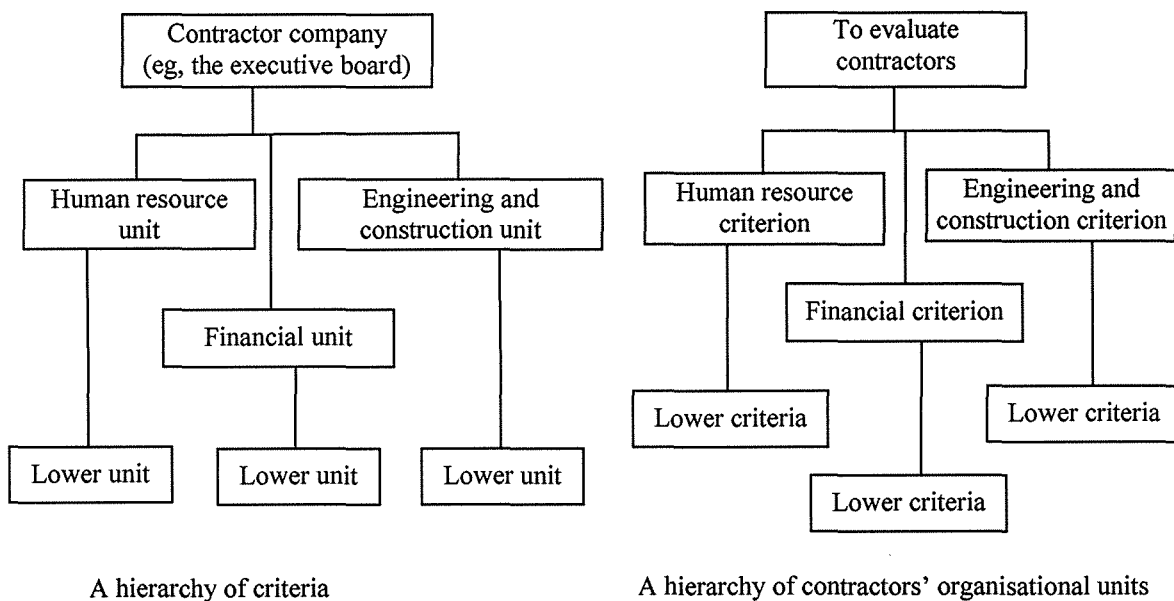 Contractor company
(eg, the executive board)
Human resource
unit
Engineering and
construction unit
Financial unit
Lower unit
Lower unit
Lower unit
A hierarchy of criteria
To evaluate
contractors
Human resource
criterion
Engineering and
construction criterion
Financial criterion
Lower criteria
Lower criteria
Lower criteria
A hierarchy of contractors’ organisational units